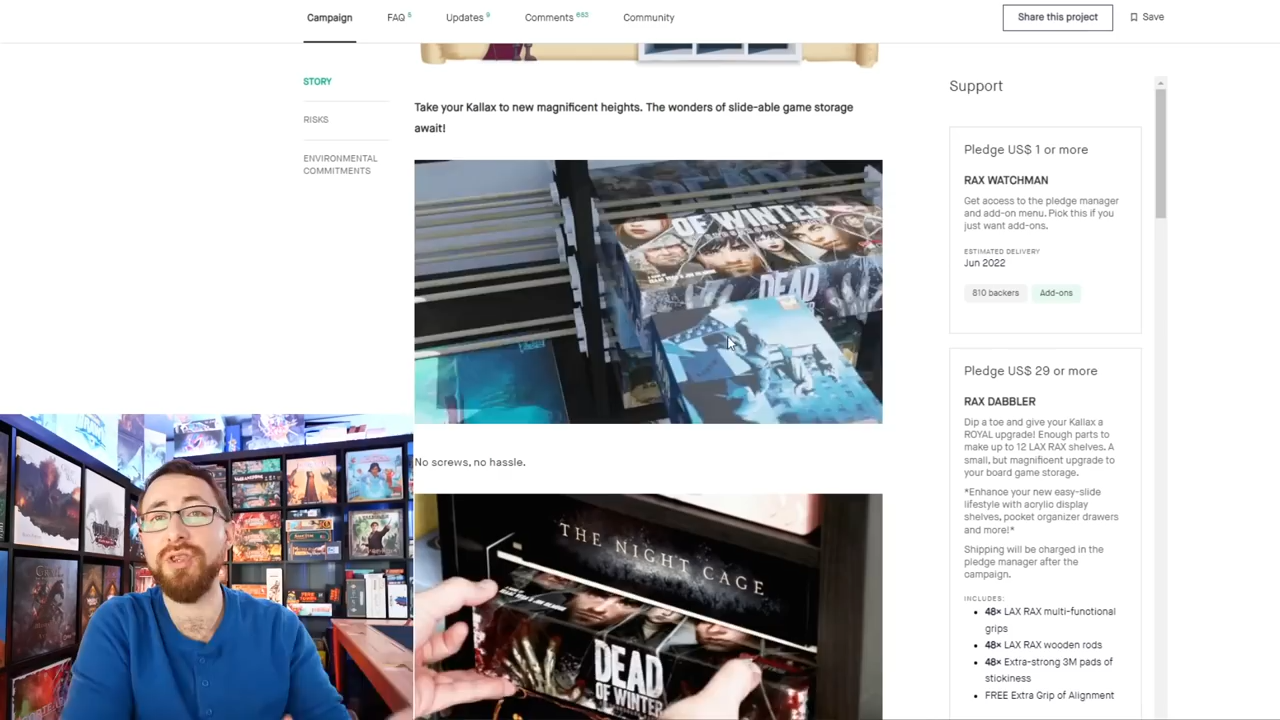 Campaign
FAQ 5
Updates 9
Comments 653
Community
Share this project
Save
STORY
RISKS
ENVIRONMENTAL
COMMITMENTS
Take your Kallax to new magnificent heights. The wonders of slide-able game storage
await!
OF WINTER
DEAD
No screws, no hassle.
THE NIGHT CAGE
DEAD
OF WINTER
Support
Pledge US$ 1 or more
RAX WATCHMAN
Get access to the pledge manager
and add-on menu. Pick this if you
just want add-ons.
ESTIMATED DELIVERY
Jun 2022
810 backers
Add-ons
Pledge US$ 29 or more
RAX DABBLER
Dip a toe and give your Kallax a
ROYAL upgrade! Enough parts to
make up to 12 LAX RAX shelves. A
small, but magnificent upgrade to
your board game storage.
*Enhance your new easy-slide
lifestyle with acrylic display
shelves, pocket organizer drawers
and more!*
Shipping will be charged in the
pledge manager after the
campaign.
INCLUDES:
48× LAX RAX multi-functional
grips
48× LAX RAX wooden rods
48× Extra-strong 3M pads of
stickiness
FREE Extra Grip of Alignment